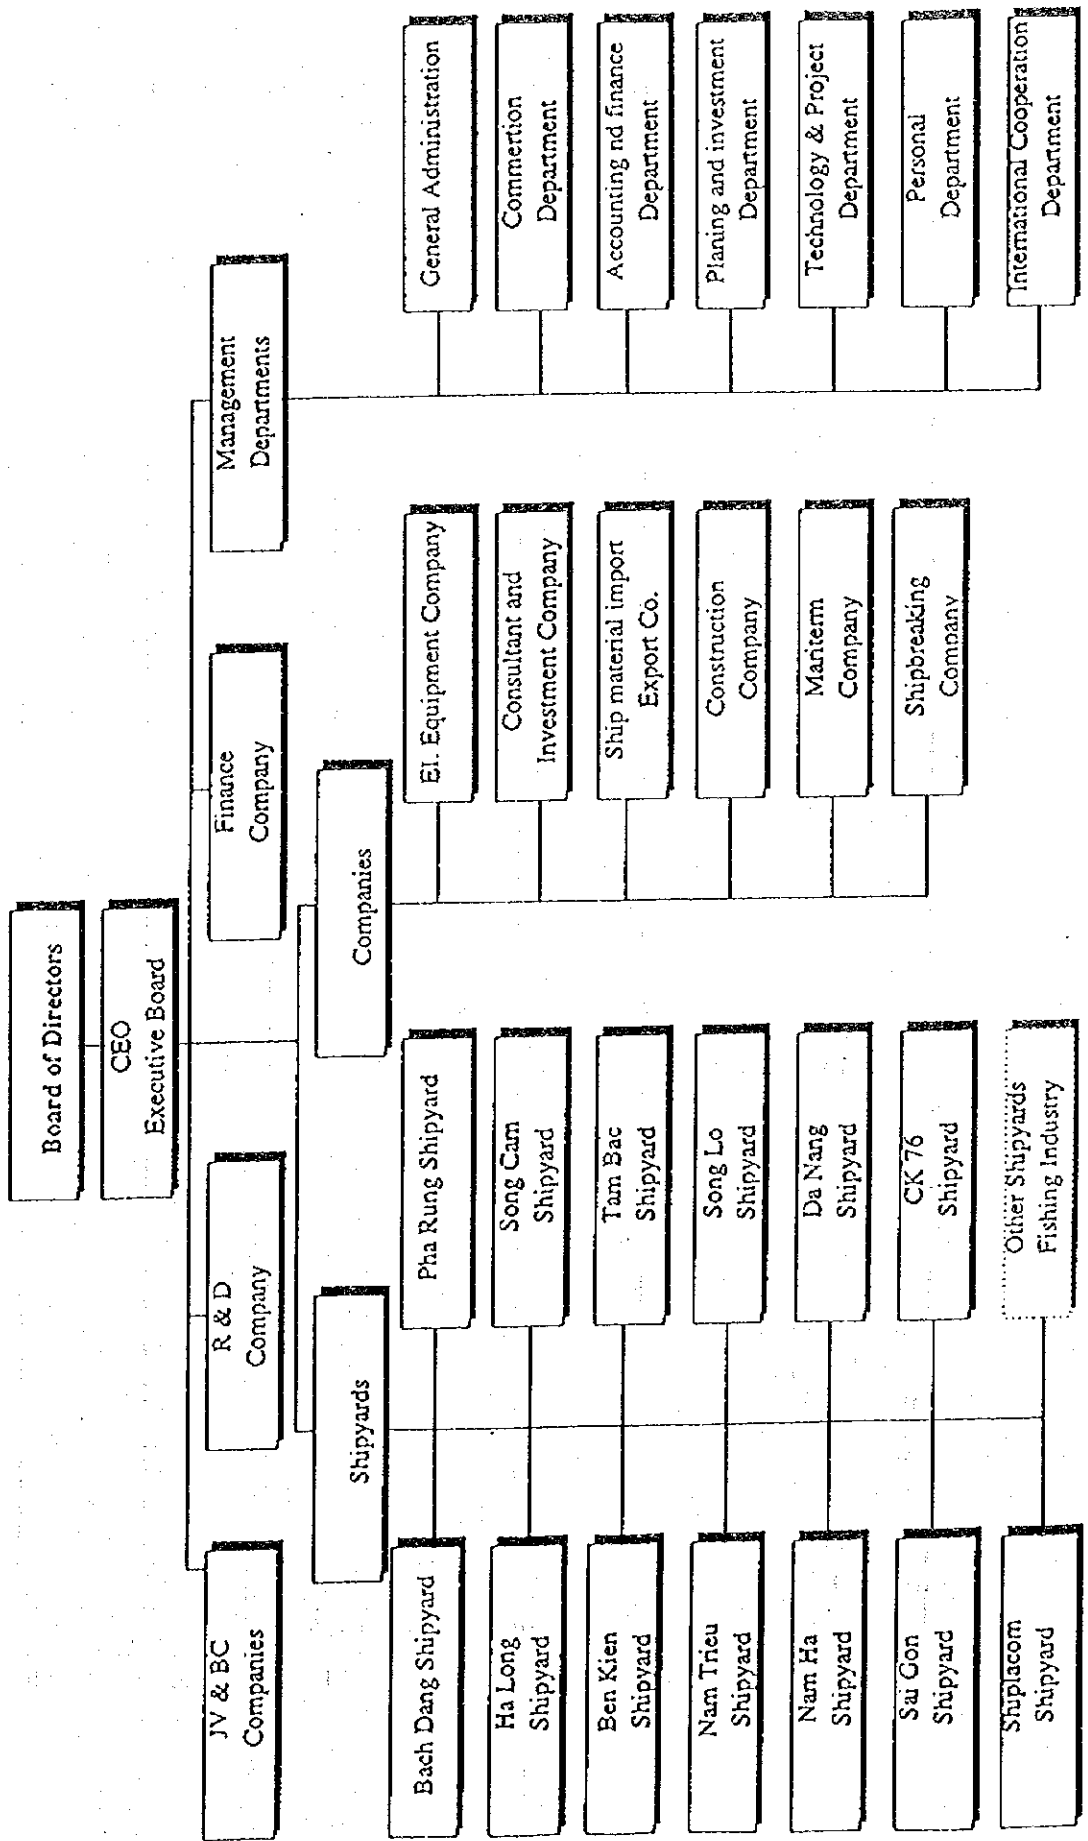 Board of Directors
CEO
Executive Board
JV & BC
Companies
R & D
Company
Finance
Company
Management
Departments
Shipyards
Companies
Bach Dang Shipyard
Pha Rung Shipyard
EI. Equipment Company
General Administration
Ha Long
Shipyard
Song Cam
Shipyard
Consultant and
Investment Company
Commertion
Department
Ben Kien
Shipyard
Tam Bac
Shipyard
Ship material import
Export Co.
Accounting nd finance
Department
Nam Trieu
Shipyard
Song Lo
Shipyard
Construction
Company
Planing and investment
Department
Nam Ha
Shipyard
Da Nang
Shipyard
Mariterm
Company
Technology & Project
Department
Sai Gon
Shipyard
CK 76
Shipyard
Shipbreaking
Company
Personal
Department
Shiplacom
Shipyard
Other Shipyards
Fishing Industry
International Cooperation
Department